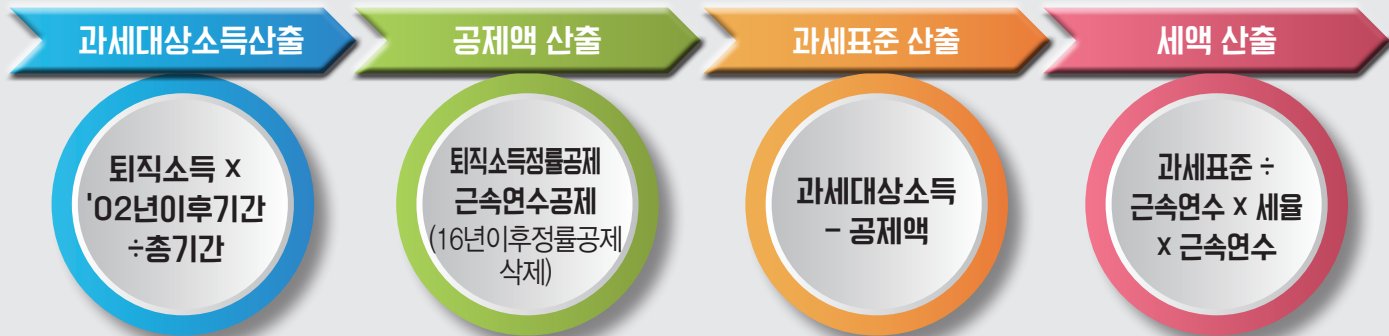 과세대상소득산출
공제액 산출
과세표준 산출
세액 산출
퇴직소득 x
'02년이후기간
÷총기간
퇴직소득정률공제
근속연수공제
(16년이후정률공제
삭제)
과세대상소득
- 공제액
과세표준 ÷
근속연수 x 세율
x 근속연수